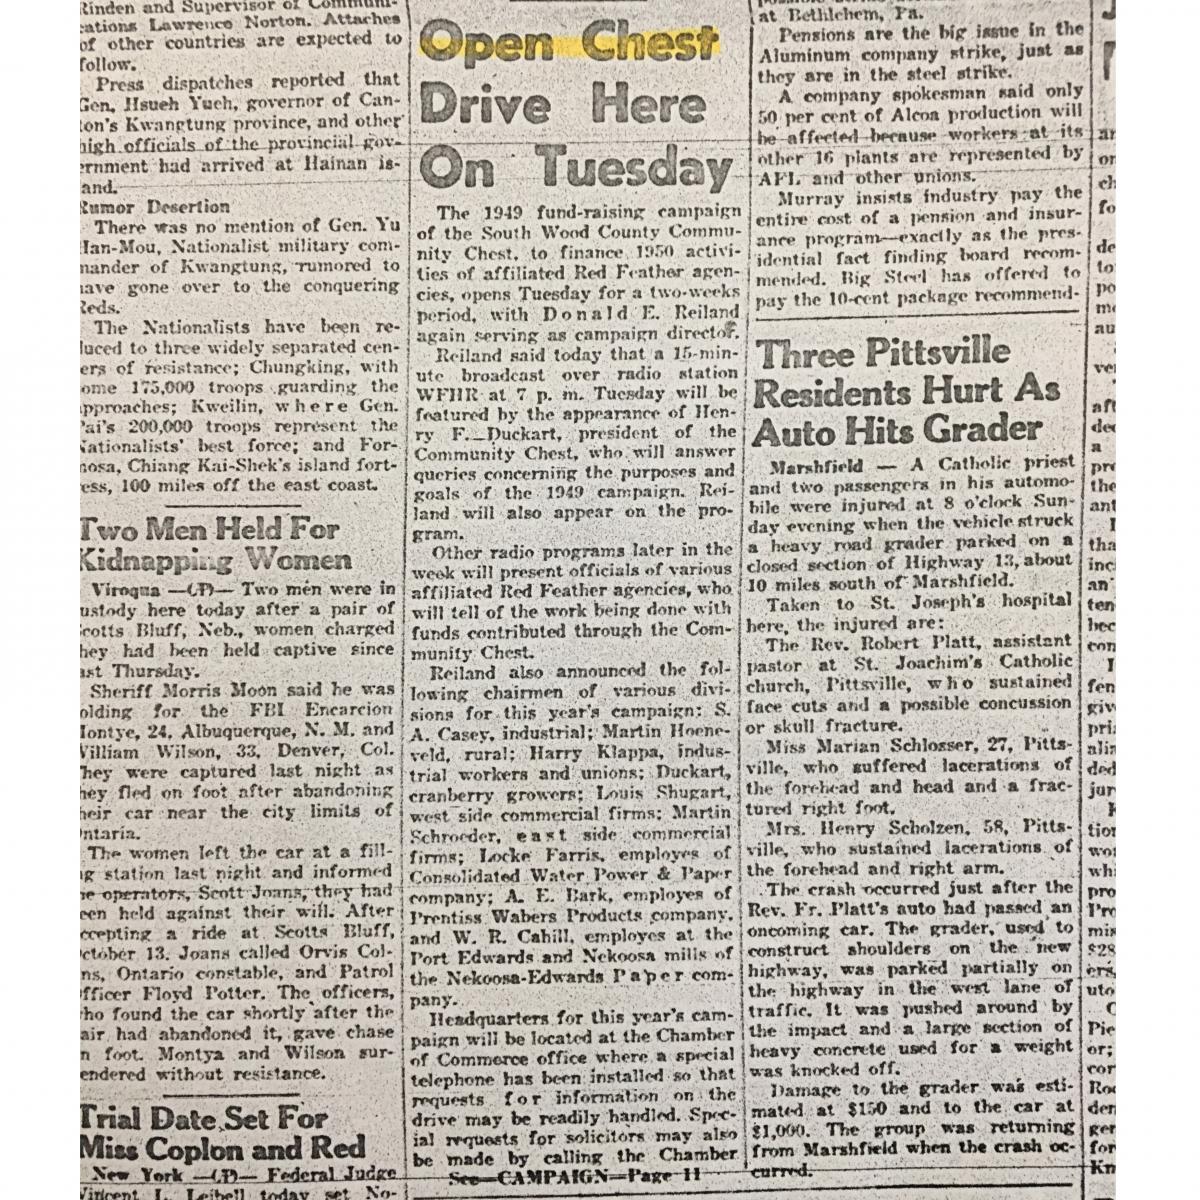 Rinden and Supervisor of Communi-
cations Lawrence Norton. Attaches
of other countries are expected to
follow.
Press dispatches reported that
Gen. Hsueh Yueh, governor of Can-
ton's Kwangtung province, and other
high officials of the provincial gov-
ernment had arrived at Hainan is-
land.
Rumor Desertion
There was no mention of Gen. Yu
Han-Mou, Nationalist military com-
mander of Kwangtung, rumored to
have gone over to the conquering
Reds.
The Nationalists have been re-
duced to three widely separated cen-
ers of resistance; Chungking, with
ome 175,000 troops guarding the
approaches; Kweilin, where Gen.
Pai's 200,000 troops represent the
Nationalists' best force; and For-
mosa, Chiang Kai-Shek's island fort-
ess, 100 miles off the east coast.
Two Men Held For
Kidnapping Women
Viroqua —(AP)— Two men were in
ustody here today after a pair of
cotts Bluff, Neb., women charged
hey had been held captive since
ast Thursday.
Sheriff Morris Moon said he was
olding for the FBI Encarcion
Montye, 24, Albuquerque, N. M. and
William Wilson, 33, Denver, Col.
They were captured last night as
hey fled on foot after abandoning
heir car near the city limits of
Ontaria.
The women left the car at a fill-
ng station last night and informed
he operators, Scott Joans, they had
een held against their will. After
ccepting a ride at Scotts Bluff,
October 13. Joans called Orvis Col-
ns, Ontario constable, and Patrol
Officer Floyd Potter. The officers,
who found the car shortly after the
air had abandoned it, gave chase
n foot. Montya and Wilson sur-
endered without resistance.
Trial Date Set For
Miss Coplon and Red
New York —(AP)— Federal Judge
Vincent L. Leibell today set No-
Open Chest
Drive Here
On Tuesday
The 1949 fund-raising campaign
of the South Wood County Commu-
nity Chest, to finance 1950 activi-
ties of affiliated Red Feather agen-
cies, opens Tuesday for a two-weeks
period, with Donald E. Reiland
again serving as campaign director.
Reiland said today that a 15-min-
ute broadcast over radio station
WFHR at 7 p. m. Tuesday will be
featured by the appearance of Hen-
ry F. Duckart, president of the
Community Chest, who will answer
queries concerning the purposes and
goals of the 1949 campaign. Rei-
land will also appear on the pro-
gram.
Other radio programs later in the
week will present officials of various
affiliated Red Feather agencies, who
will tell of the work being done with
funds contributed through the Com-
munity Chest.
Reiland also announced the fol-
lowing chairmen of various divi-
sions for this year's campaign: S.
A. Casey, industrial; Martin Hoene-
veld, rural; Harry Klappa, indus-
trial workers and unions; Duckart,
cranberry growers; Louis Shugart,
west side commercial firms; Martin
Schroeder, east side commercial
firms; Locke Farris, employes of
Consolidated Water Power & Paper
company; A. E. Bark, employes of
Prentiss Wabers Products company,
and W. R. Cahill, employes at the
Port Edwards and Nekoosa mills of
the Nekoosa-Edwards Paper com-
pany.
Headquarters for this year's cam-
paign will be located at the Chamber
of Commerce office where a special
telephone has been installed so that
requests for information on the
drive may be readily handled. Spec-
ial requests for solicitors may also
be made by calling the Chamber
See—CAMPAIGN—Page 11
at Bethlehem, Pa.
Pensions are the big issue in the
Aluminum company strike, just as
they are in the steel strike.
A company spokesman said only
50 per cent of Alcoa production will
be affected because workers at its
other 16 plants are represented by
AFL and other unions.
Murray insists industry pay the
entire cost of a pension and insur-
ance program—exactly as the pres-
idential fact finding board recom-
mended. Big Steel has offered to
pay the 10-cent package recommend-
Three Pittsville
Residents Hurt As
Auto Hits Grader
Marshfield — A Catholic priest
and two passengers in his automo-
bile were injured at 8 o'clock Sun-
day evening when the vehicle struck
a heavy road grader parked on a
closed section of Highway 13, about
10 miles south of Marshfield.
Taken to St. Joseph's hospital
here, the injured are:
The Rev. Robert Platt, assistant
pastor at St. Joachim's Catholic
church, Pittsville, who sustained
face cuts and a possible concussion
or skull fracture.
Miss Marian Schlosser, 27, Pitts-
ville, who suffered lacerations of
the forehead and head and a frac-
tured right foot.
Mrs. Henry Scholzen, 58, Pitts-
ville, who sustained lacerations of
the forehead and right arm.
The crash occurred just after the
Rev. Fr. Platt's auto had passed an
oncoming car. The grader, used to
construct shoulders on the new
highway, was parked partially on
the highway in the west lane of
traffic. It was pushed around by
the impact and a large section of
heavy concrete used for a weight
was knocked off.
Damage to the grader was esti-
mated at $150 and to the car at
$1,000. The group was returning
from Marshfield when the crash oc-
curred.